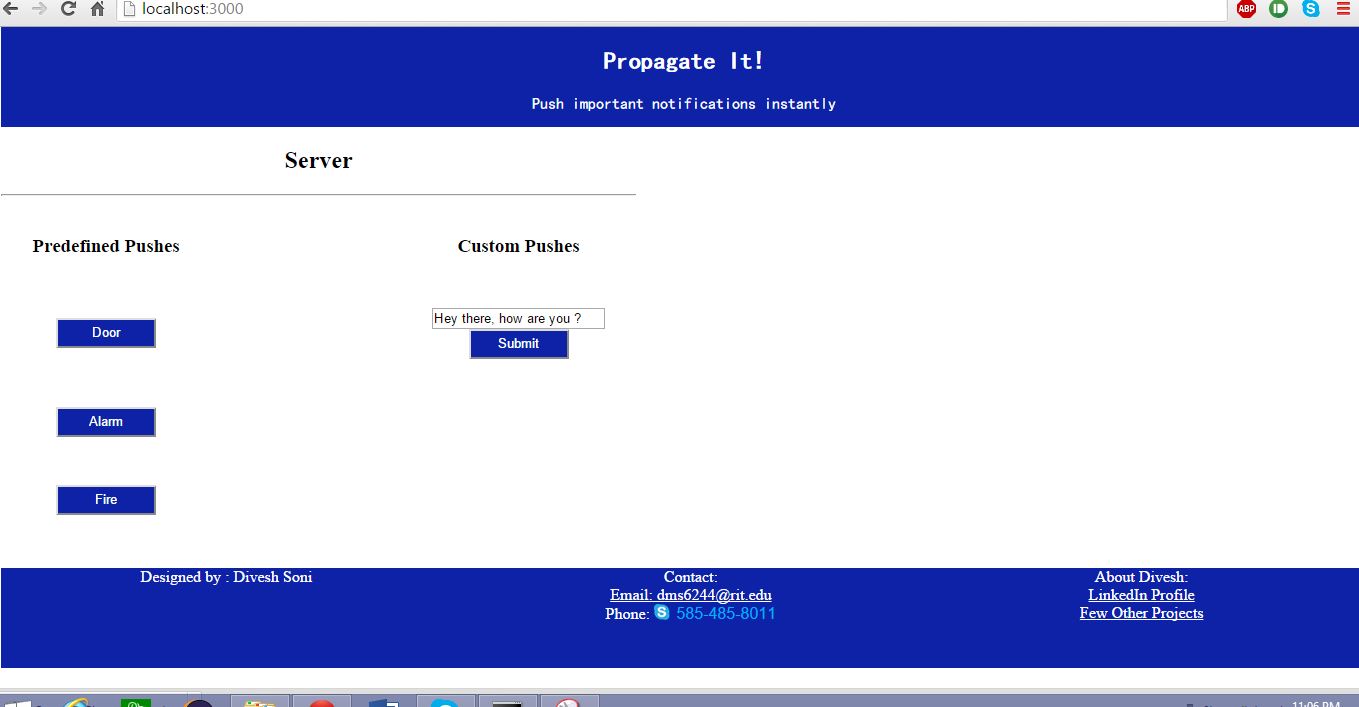 localhost:3000
ABP
Propagate It!
Push important notifications instantly
Server
Predefined Pushes
Custom Pushes
Door
Hey there, how are you ?
Submit
Alarm
Fire
Designed by : Divesh Soni
Contact:
Email: dms6244@rit.edu
Phone: 585-485-8011
About Divesh:
LinkedIn Profile
Few Other Projects
11:06 PM